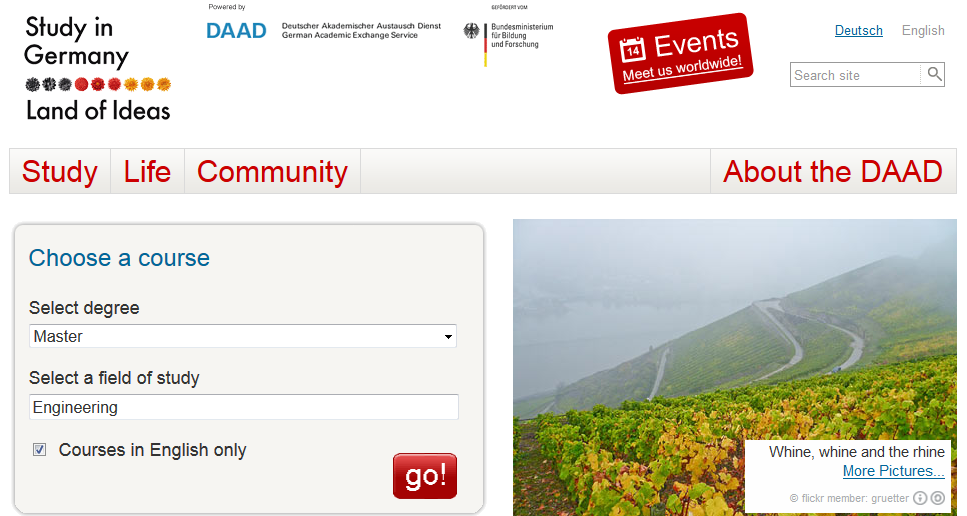 Study in
Germany
Land of Ideas
Powered by
DAAD
Deutscher Akademischer Austausch Dienst
German Academic Exchange Service
GEFÖRDERT VOM
Bundesministerium
für Bildung
und Forschung
14
Events
Meet us worldwide!
Deutsch
English
Search site
Study
Life
Community
About the DAAD
Choose a course
Select degree
Master
Select a field of study
Engineering
Courses in English only
go!
Whine, whine and the rhine
More Pictures...
© flickr member: gruetter